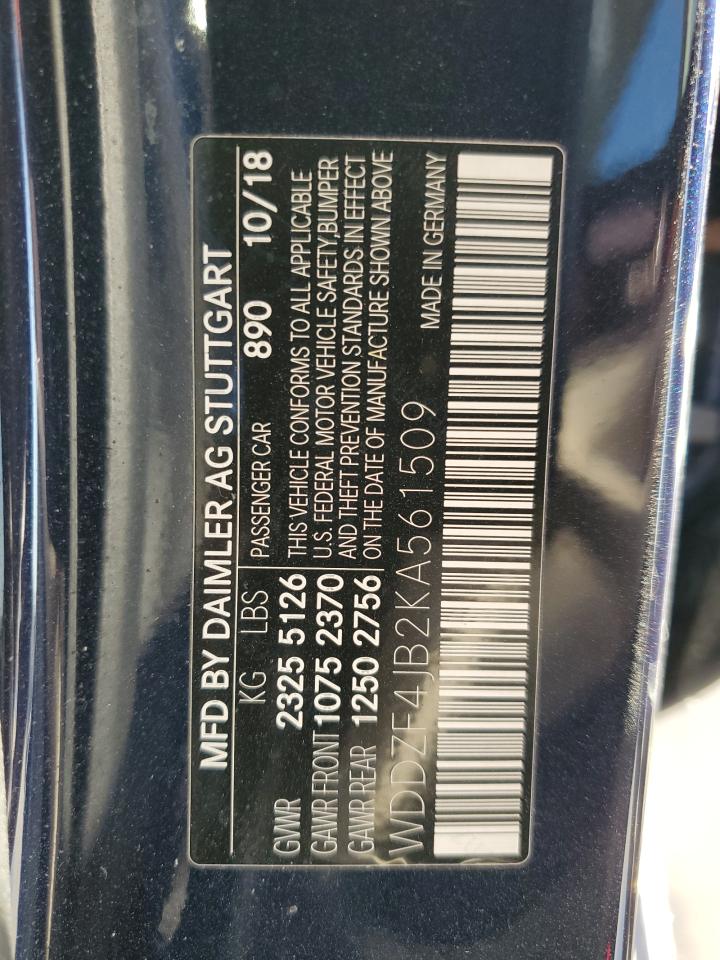 MFD BY DAIMLER AG STUTTGART
KG LBS PASSENGER CAR 890 10/18
GVWR 2325 5126 THIS VEHICLE CONFORMS TO ALL APPLICABLE
GAWR FRONT 1075 2370 U.S. FEDERAL MOTOR VEHICLE SAFETY,BUMPER
GAWR REAR 1250 2756 AND THEFT PREVENTION STANDARDS IN EFFECT
ON THE DATE OF MANUFACTURE SHOWN ABOVE
WDDZF4JB2KA561509 MADE IN GERMANY